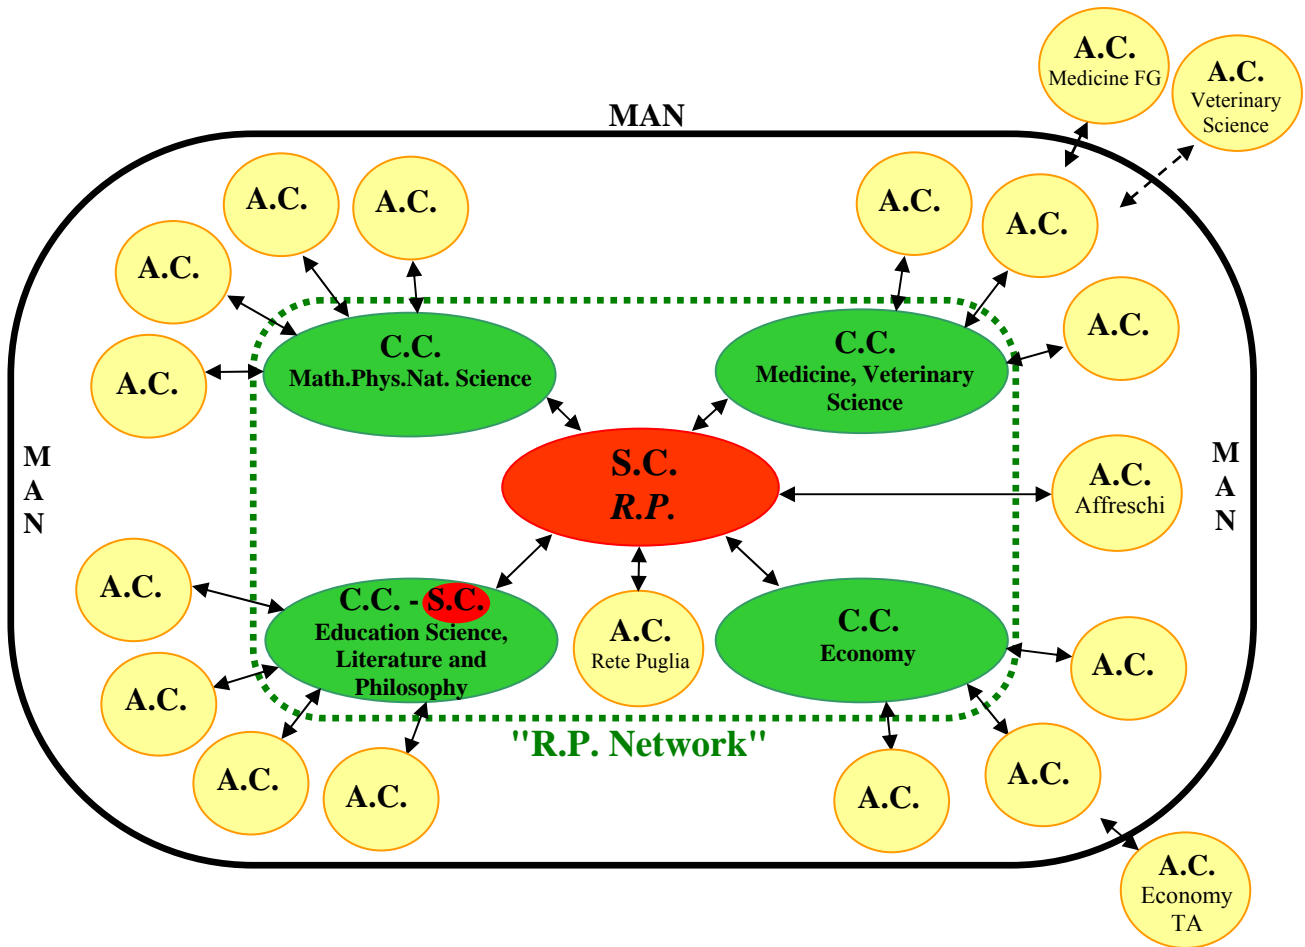 A.C.
Medicine FG
A.C.
Veterinary
Science
MAN
A.C.
A.C.
A.C.
A.C.
A.C.
A.C.
A.C.
A.C.
C.C.
Math.Phys.Nat. Science
C.C.
Medicine, Veterinary
Science
M
A
N
S.C.
R.P.
A.C.
Affreschi
M
A
N
A.C.
C.C. - S.C.
Education Science,
Literature and
Philosophy
A.C.
Rete Puglia
C.C.
Economy
A.C.
A.C.
"R.P. Network"
A.C.
A.C.
A.C.
A.C.
A.C.
Economy
TA